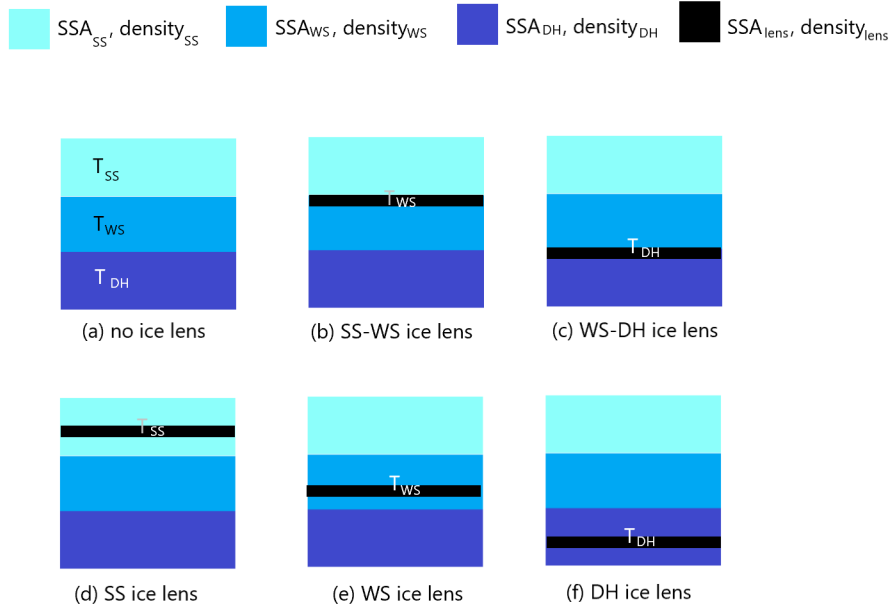 SSA_SS, density_SS
SSA_WS, density_WS
SSA_DH, density_DH
SSA_lens, density_lens
T_SS
T_WS
T_DH
(a) no ice lens
T_WS
(b) SS-WS ice lens
T_DH
(c) WS-DH ice lens
T_SS
(d) SS ice lens
T_WS
(e) WS ice lens
T_DH
(f) DH ice lens